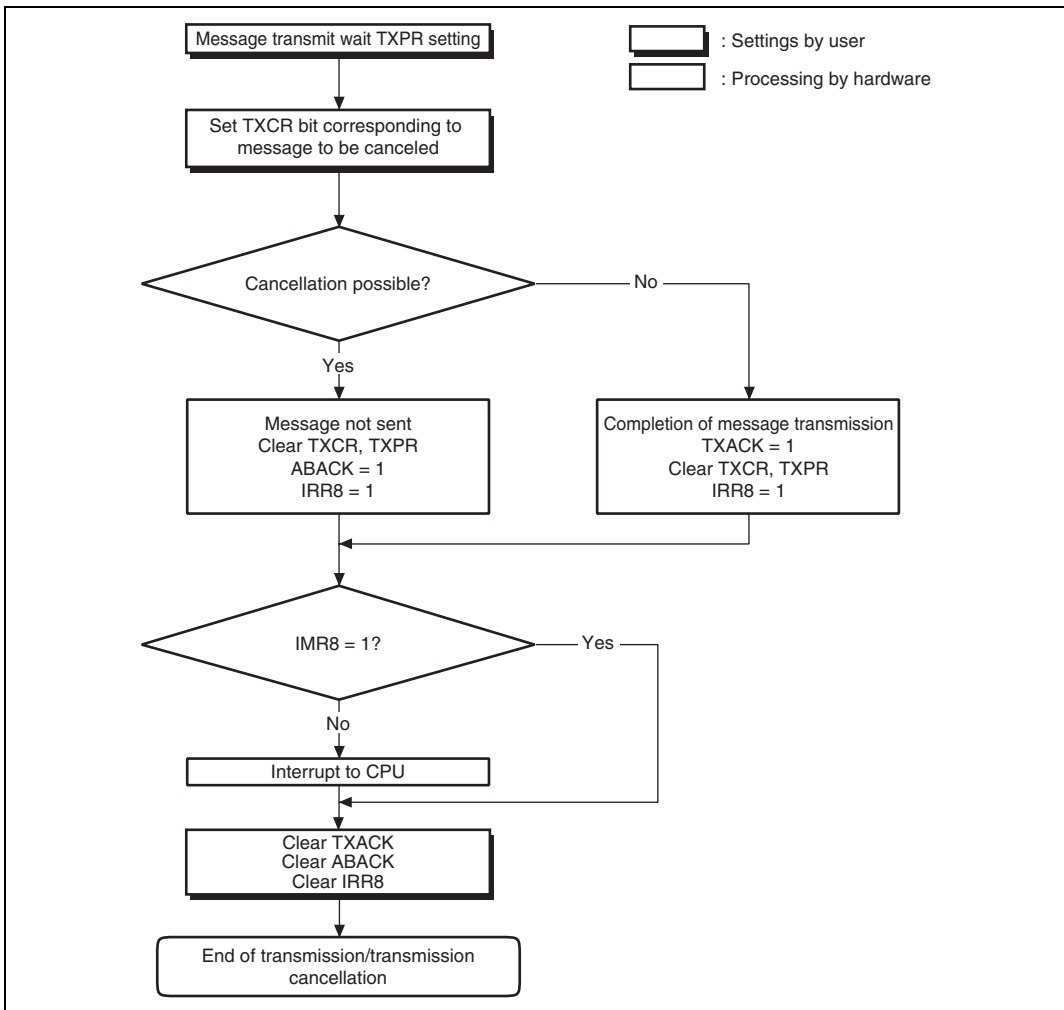 Message transmit wait TXPR setting
: Settings by user
: Processing by hardware
Set TXCR bit corresponding to
message to be canceled
Cancellation possible?
No
Yes
Message not sent
Clear TXCR, TXPR
ABACK = 1
IRR8 = 1
Completion of message transmission
TXACK = 1
Clear TXCR, TXPR
IRR8 = 1
IMR8 = 1?
Yes
No
Interrupt to CPU
Clear TXACK
Clear ABACK
Clear IRR8
End of transmission/transmission
cancellation